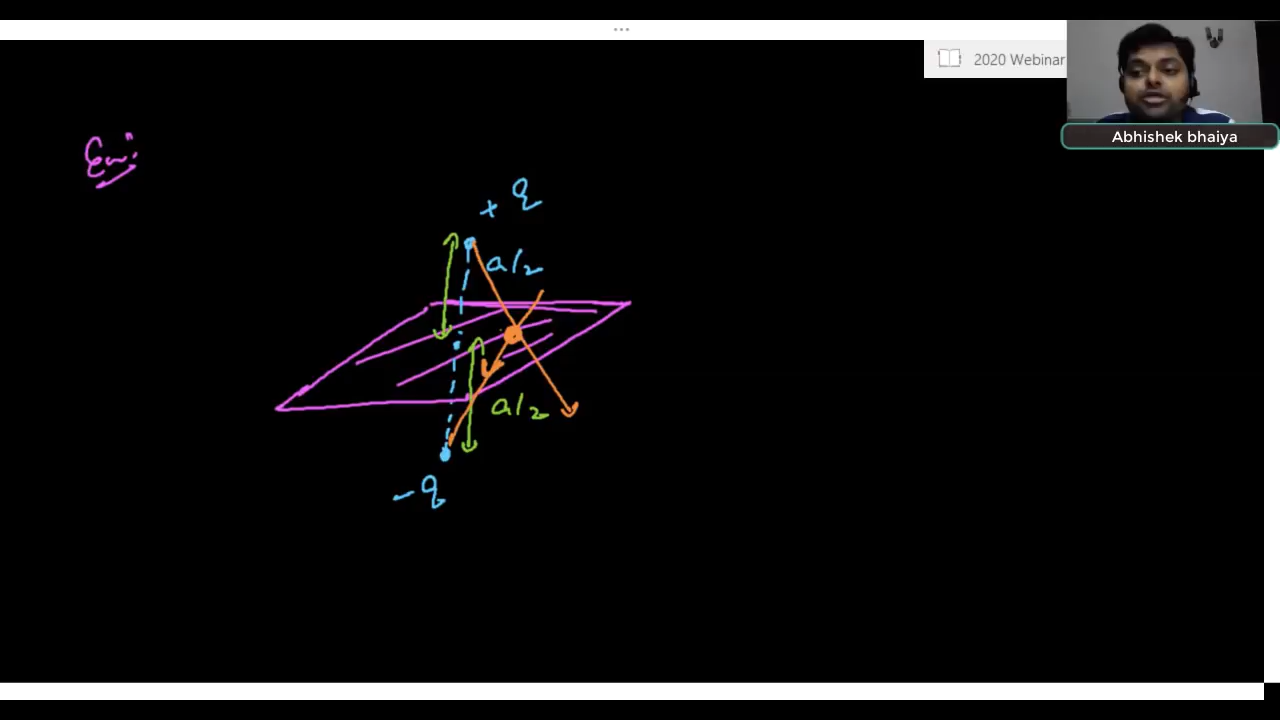 ...
2020 Webinar
Abhishek bhaiya
+ q
a/2
a/2
- q